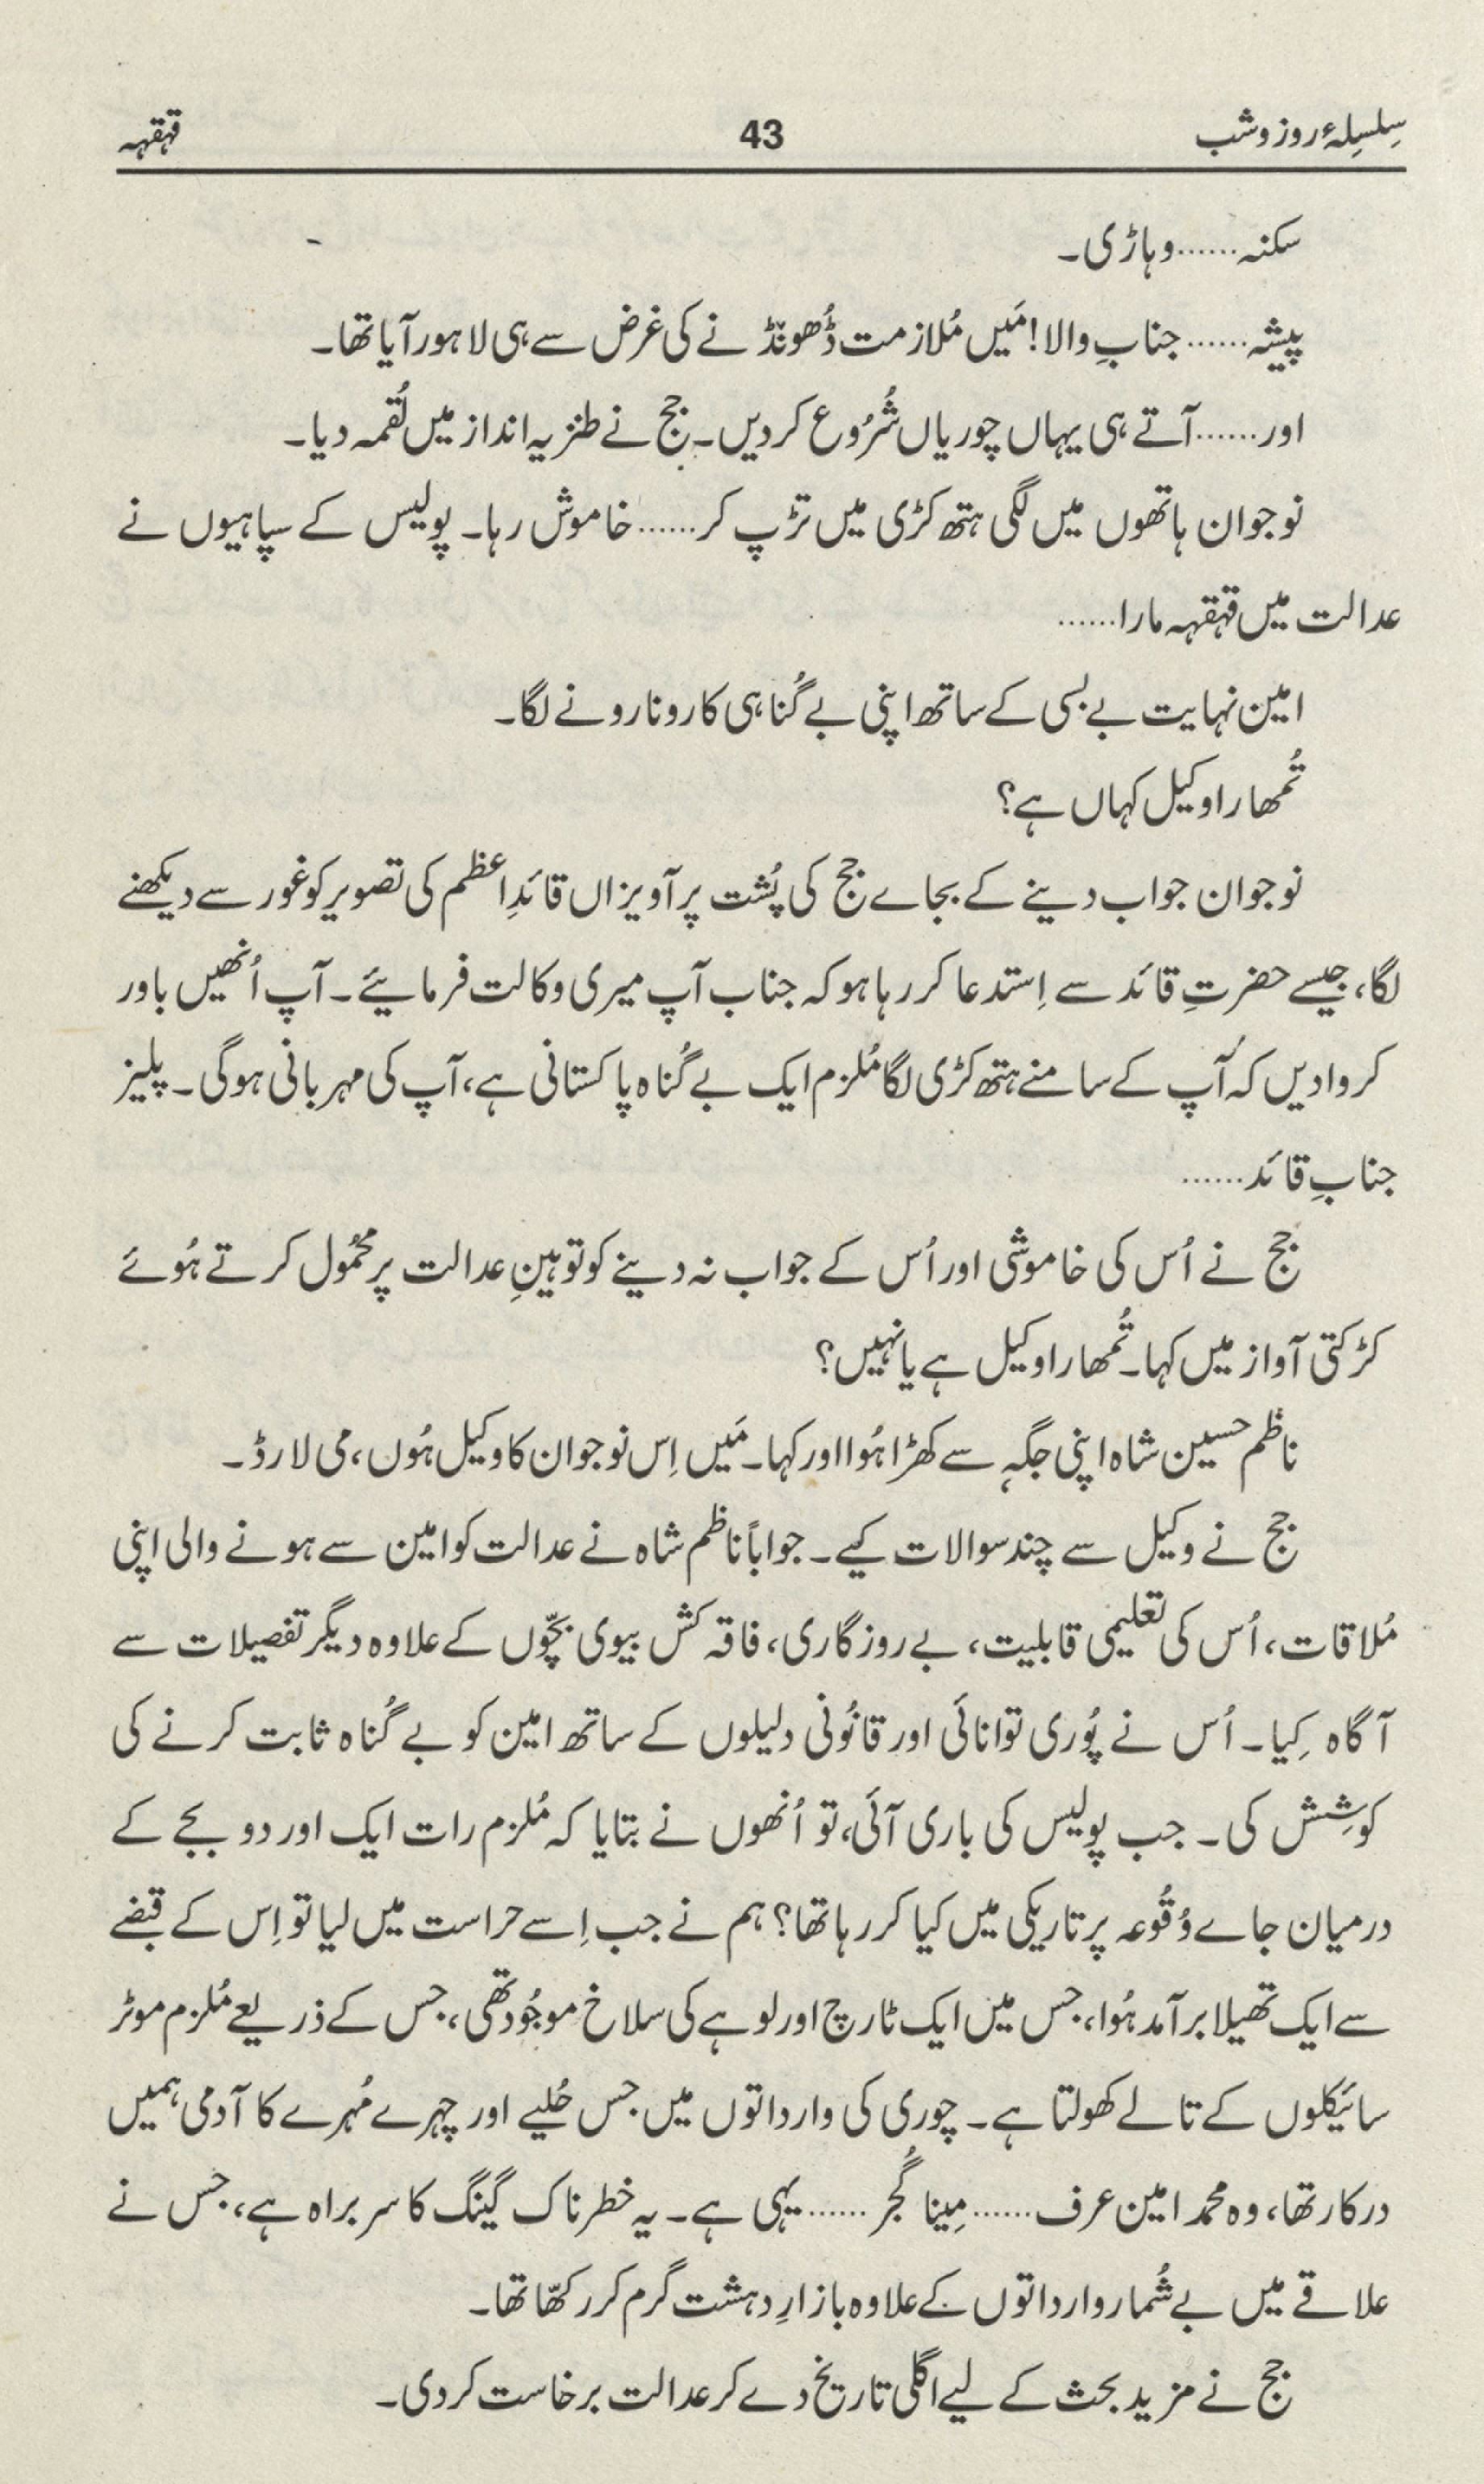 سِلسِلۂ روز و شب 43 قہقہہ
سکنہ......وہاڑی۔
پیشہ......جنابِ والا! مَیں مُلازمت ڈُھونڈنے کی غرض سے ہی لاہور آیا تھا۔
اور......آتے ہی یہاں چوریاں شُرُوع کر دیں۔ جج نے طنزیہ انداز میں لُقمہ دیا۔
نوجوان ہاتھوں میں لگی ہتھ کڑی میں تڑپ کر......خاموش رہا۔ پولیس کے سپاہیوں نے
عدالت میں قہقہہ مارا......
امین نہایت بے بسی کے ساتھ اپنی بے گُناہی کا رونا رونے لگا۔
تُمھارا وکیل کہاں ہے؟
نوجوان جواب دینے کے بجاے جج کی پُشت پر آویزاں قائدِاعظم کی تصویر کو غور سے دیکھنے
لگا، جیسے حضرتِ قائد سے اِستدعا کر رہا ہو کہ جناب آپ میری وکالت فرمایئے۔ آپ اُنھیں باور
کروا دیں کہ آپ کے سامنے ہتھ کڑی لگا مُلزم ایک بے گُناہ پاکستانی ہے، آپ کی مہربانی ہو گی۔ پلیز
جنابِ قائد......
جج نے اُس کی خاموشی اور اُس کے جواب نہ دینے کو توہینِ عدالت پر محمُول کرتے ہُوئے
کڑکتی آواز میں کہا۔ تُمھارا وکیل ہے یا نہیں؟
ناظم حسین شاہ اپنی جگہ سے کھڑا ہُوا اور کہا۔ مَیں اِس نوجوان کا وکیل ہُوں، می لارڈ۔
جج نے وکیل سے چند سوالات کیے۔ جواباً ناظم شاہ نے عدالت کو امین سے ہونے والی اپنی
مُلاقات، اُس کی تعلیمی قابلیت، بے روزگاری، فاقہ کش بیوی بچّوں کے علاوہ دیگر تفصیلات سے
آگاہ کِیا۔ اُس نے پُوری توانائی اور قانُونی دلیلوں کے ساتھ امین کو بے گُناہ ثابت کرنے کی
کوشِش کی۔ جب پولیس کی باری آئی، تو اُنھوں نے بتایا کہ مُلزم رات ایک اور دو بجے کے
درمیان جاے وُقُوعہ پر تاریکی میں کیا کر رہا تھا؟ ہم نے جب اِسے حراست میں لیا تو اِس کے قبضے
سے ایک تھیلا برآمد ہُوا، جس میں ایک ٹارچ اور لوہے کی سلاخ موجُود تھی، جس کے ذریعے مُلزم موٹر
سائیکلوں کے تالے کھولتا ہے۔ چوری کی وارداتوں میں جس حُلیے اور چہرے مُہرے کا آدمی ہمیں
درکار تھا، وہ محمد امین عرف......مِینا گُجر......یہی ہے۔ یہ خطرناک گینگ کا سربراہ ہے، جس نے
علاقے میں بے شُمار وارداتوں کے علاوہ بازارِ دہشت گرم کر رکھّا تھا۔
جج نے مزید بحث کے لیے اگلی تاریخ دے کر عدالت برخاست کر دی۔